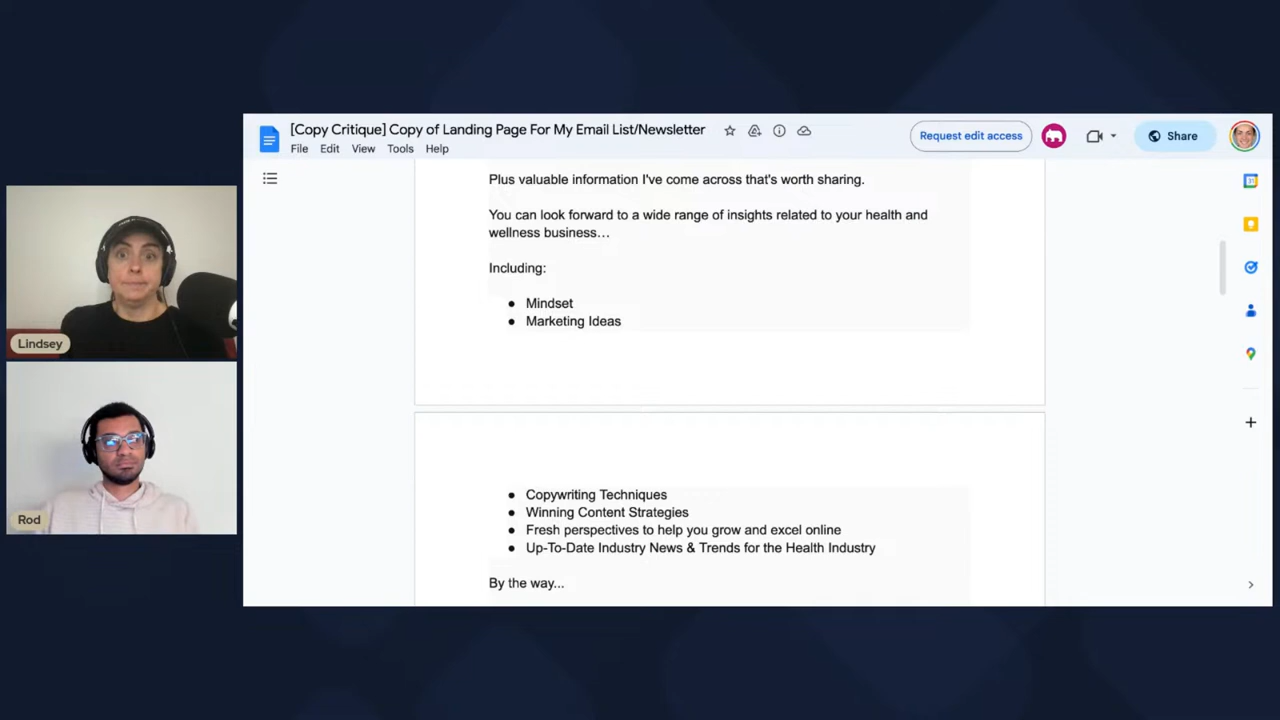 [Copy Critique] Copy of Landing Page For My Email List/Newsletter
Request edit access
Share
File Edit View Tools Help
Plus valuable information I've come across that's worth sharing.
You can look forward to a wide range of insights related to your health and
wellness business…
Including:
● Mindset
● Marketing Ideas
● Copywriting Techniques
● Winning Content Strategies
● Fresh perspectives to help you grow and excel online
● Up-To-Date Industry News & Trends for the Health Industry
By the way...
Lindsey
Rod